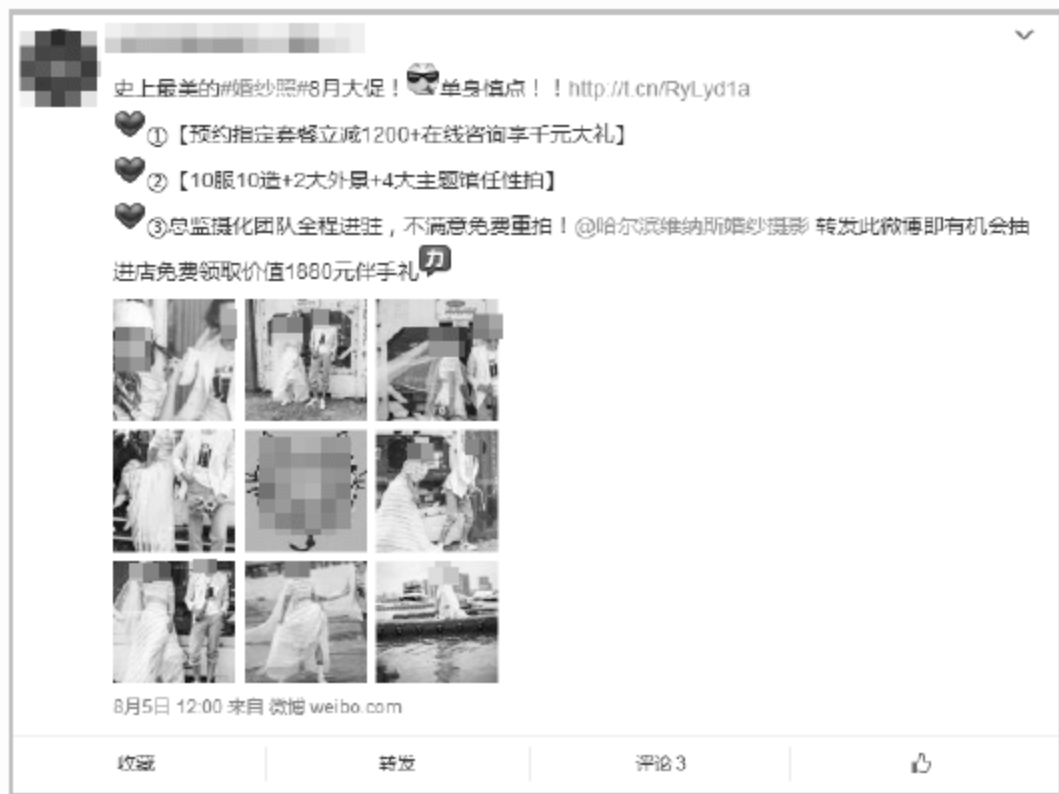 史上最美的#婚纱照#8月大促！单身慎点！！http://t.cn/RyLyd1a
①【预约指定套餐立减1200+在线咨询享千元大礼】
②【10服10造+2大外景+4大主题馆任性拍】
③总监摄化团队全程进驻，不满意免费重拍！@哈尔滨维纳斯婚纱摄影 转发此微博即有机会抽
进店免费领取价值1880元伴手礼
力
8月5日 12:00 来自 微博 weibo.com
收藏 转发 评论 3